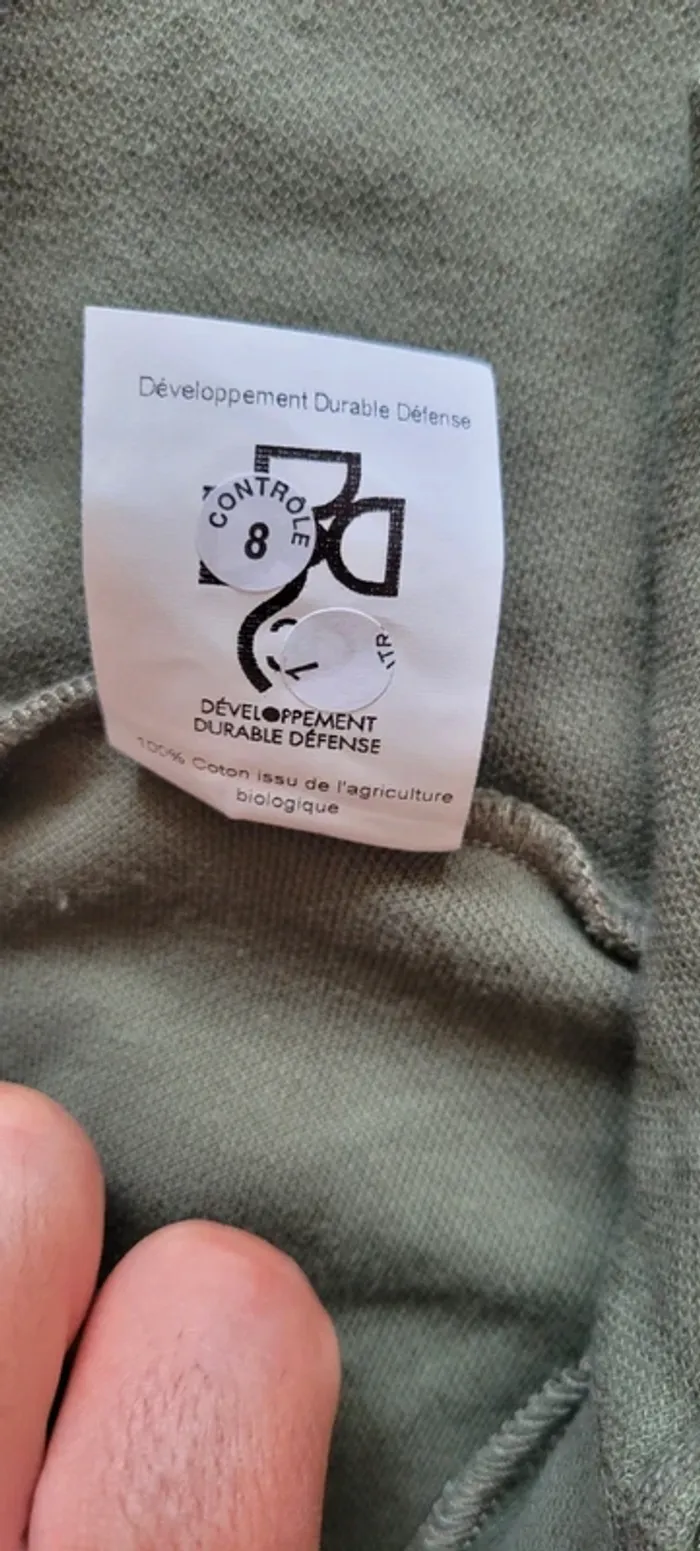 Développement Durable Défense
CONTRÔLE
8
DÉVELOPPEMENT
DURABLE DÉFENSE
100% Coton issu de l'agriculture
biologique